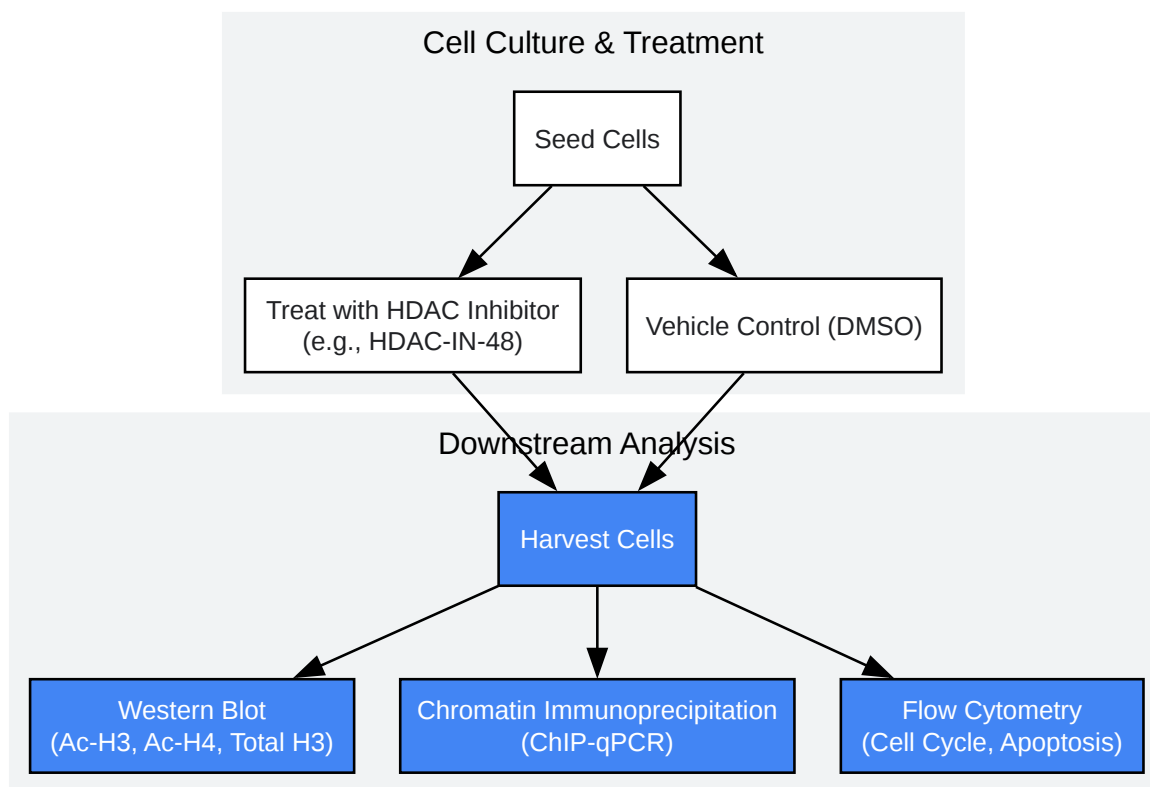 Cell Culture & Treatment
Seed Cells
Treat with HDAC Inhibitor
(e.g., HDAC-IN-48)
Vehicle Control (DMSO)
Downstream Analysis
Harvest Cells
Western Blot
(Ac-H3, Ac-H4, Total H3)
Chromatin Immunoprecipitation
(ChIP-qPCR)
Flow Cytometry
(Cell Cycle, Apoptosis)